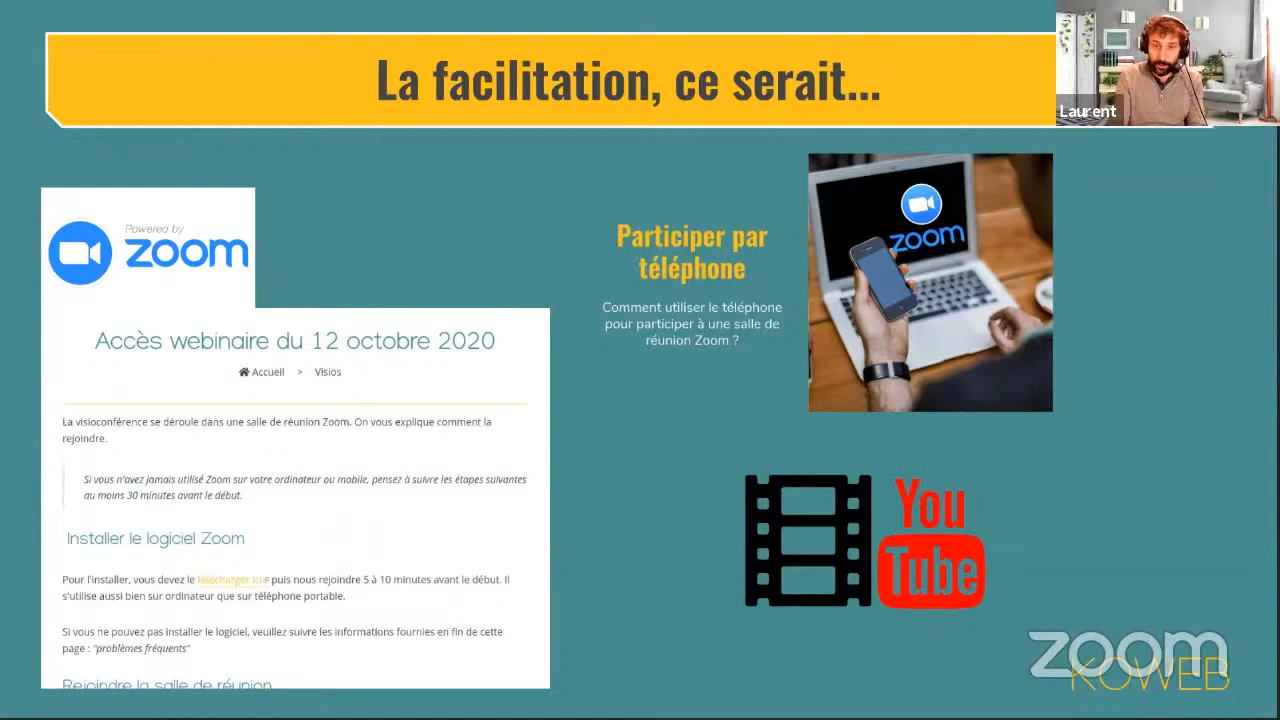 La facilitation, ce serait...
Laurent
Powered by
zoom
Accès webinaire du 12 octobre 2020
Accueil > Visios
La visioconférence se déroule dans une salle de réunion Zoom. On vous explique comment la
rejoindre.
Si vous n'avez jamais utilisé Zoom sur votre ordinateur ou mobile, pensez à suivre les étapes suivantes
au moins 30 minutes avant le début.
Installer le logiciel Zoom
Pour l'installer, vous devez le télécharger ici puis nous rejoindre 5 à 10 minutes avant le début. Il
s'utilise aussi bien sur ordinateur que sur téléphone portable.
Si vous ne pouvez pas installer le logiciel, veuillez suivre les informations fournies en fin de cette
page : "problèmes fréquents"
Rejoindre la salle de réunion
Participer par
téléphone
Comment utiliser le téléphone
pour participer à une salle de
réunion Zoom ?
zoom
You
Tube
zoom
KOWEB